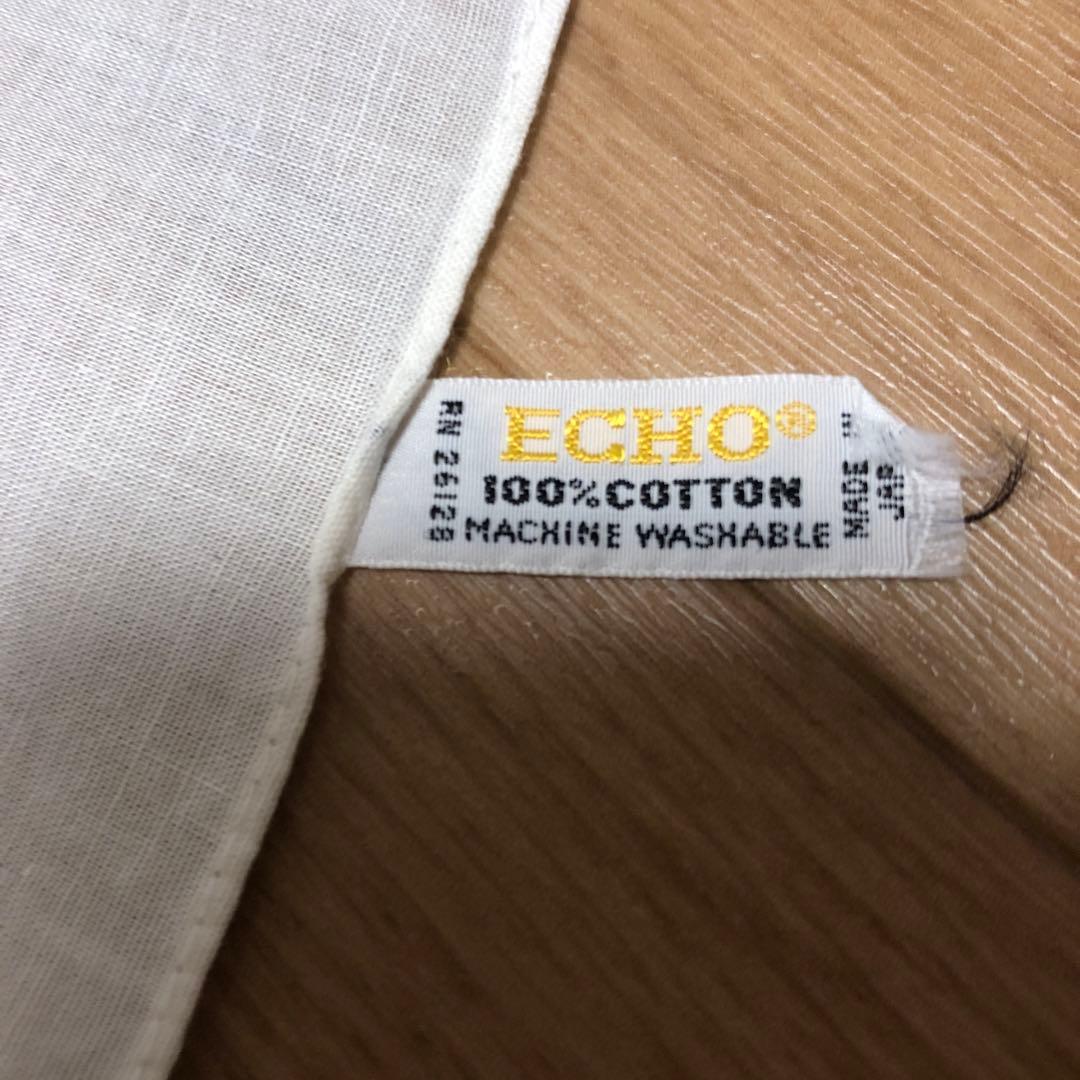 RN 26128
ECHO®
100% COTTON
MACHINE WASHABLE
MADE